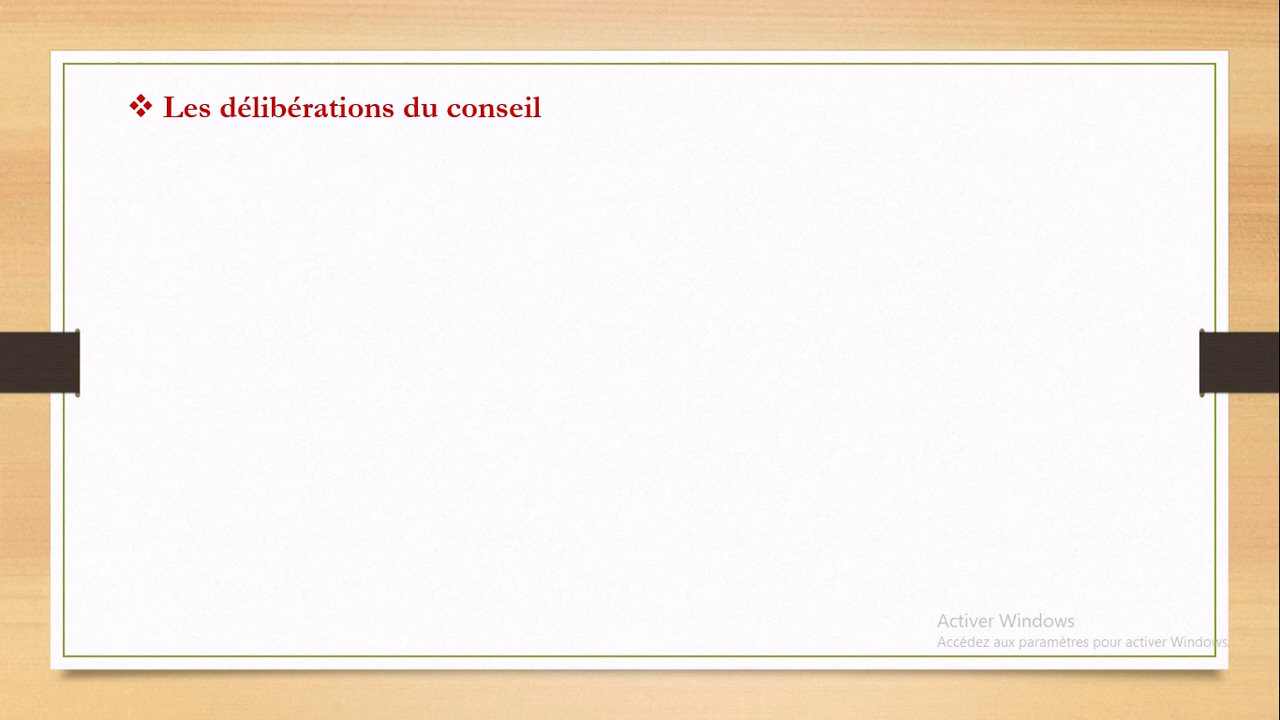 ❖ Les délibérations du conseil
Activer Windows
Accédez aux paramètres pour activer Windows.